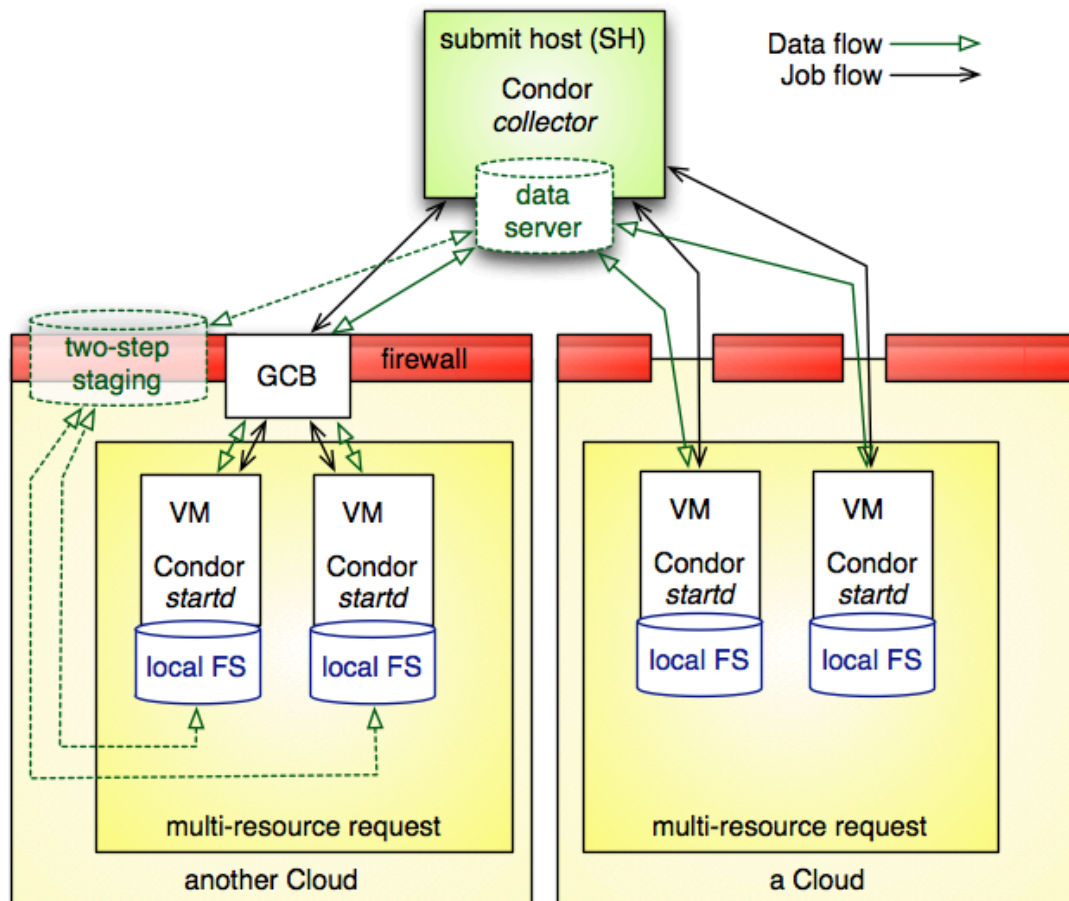 submit host (SH)
Condor
collector
data
server
Data flow
Job flow
two-step
staging
GCB
firewall
VM
Condor
startd
local FS
VM
Condor
startd
local FS
multi-resource request
another Cloud
VM
Condor
startd
local FS
VM
Condor
startd
local FS
multi-resource request
a Cloud